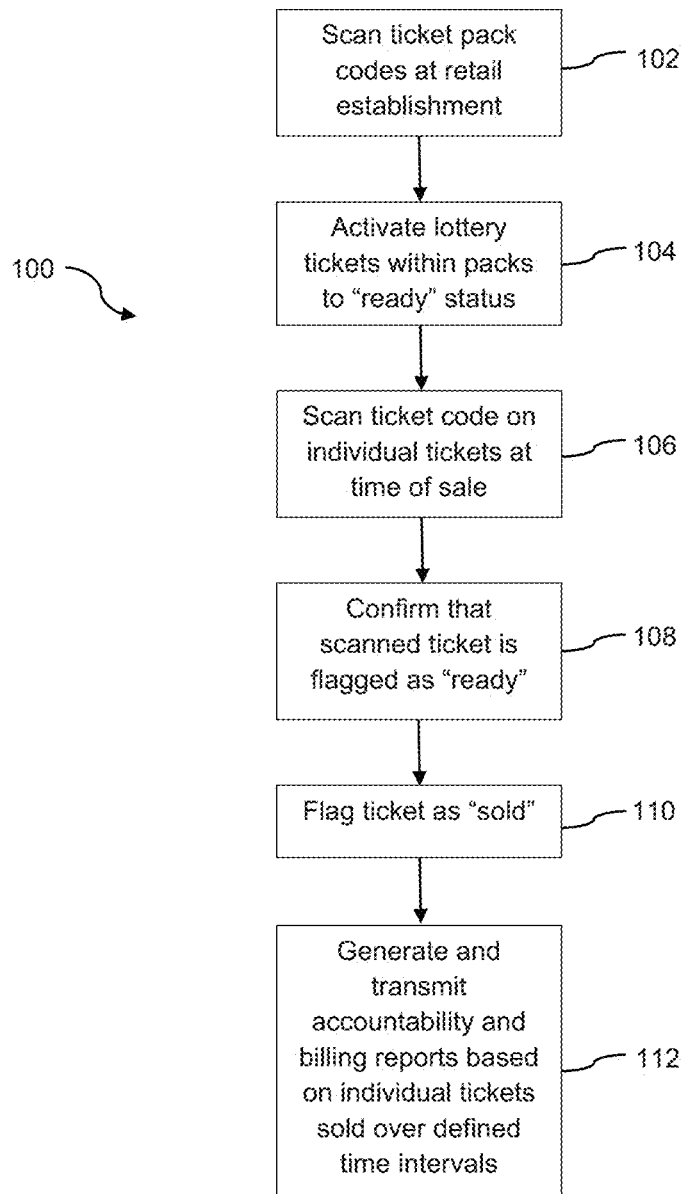 Scan ticket pack
codes at retail
establishment
102
Activate lottery
tickets within packs
to “ready” status
104
100
Scan ticket code on
individual tickets at
time of sale
106
Confirm that
scanned ticket is
flagged as “ready”
108
Flag ticket as “sold”
110
Generate and
transmit
accountability and
billing reports based
on individual tickets
sold over defined
time intervals
112